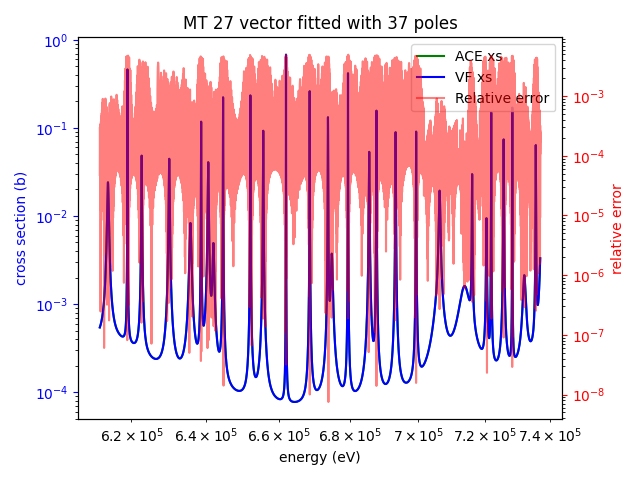 MT 27 vector fitted with 37 poles
ACE xs
VF xs
Relative error
10⁰
10⁻¹
10⁻²
10⁻³
10⁻⁴
cross section (b)
10⁻³
10⁻⁴
10⁻⁵
10⁻⁶
10⁻⁷
10⁻⁸
relative error
6.2 × 10⁵ 6.4 × 10⁵ 6.6 × 10⁵ 6.8 × 10⁵ 7 × 10⁵ 7.2 × 10⁵ 7.4 × 10⁵
energy (eV)